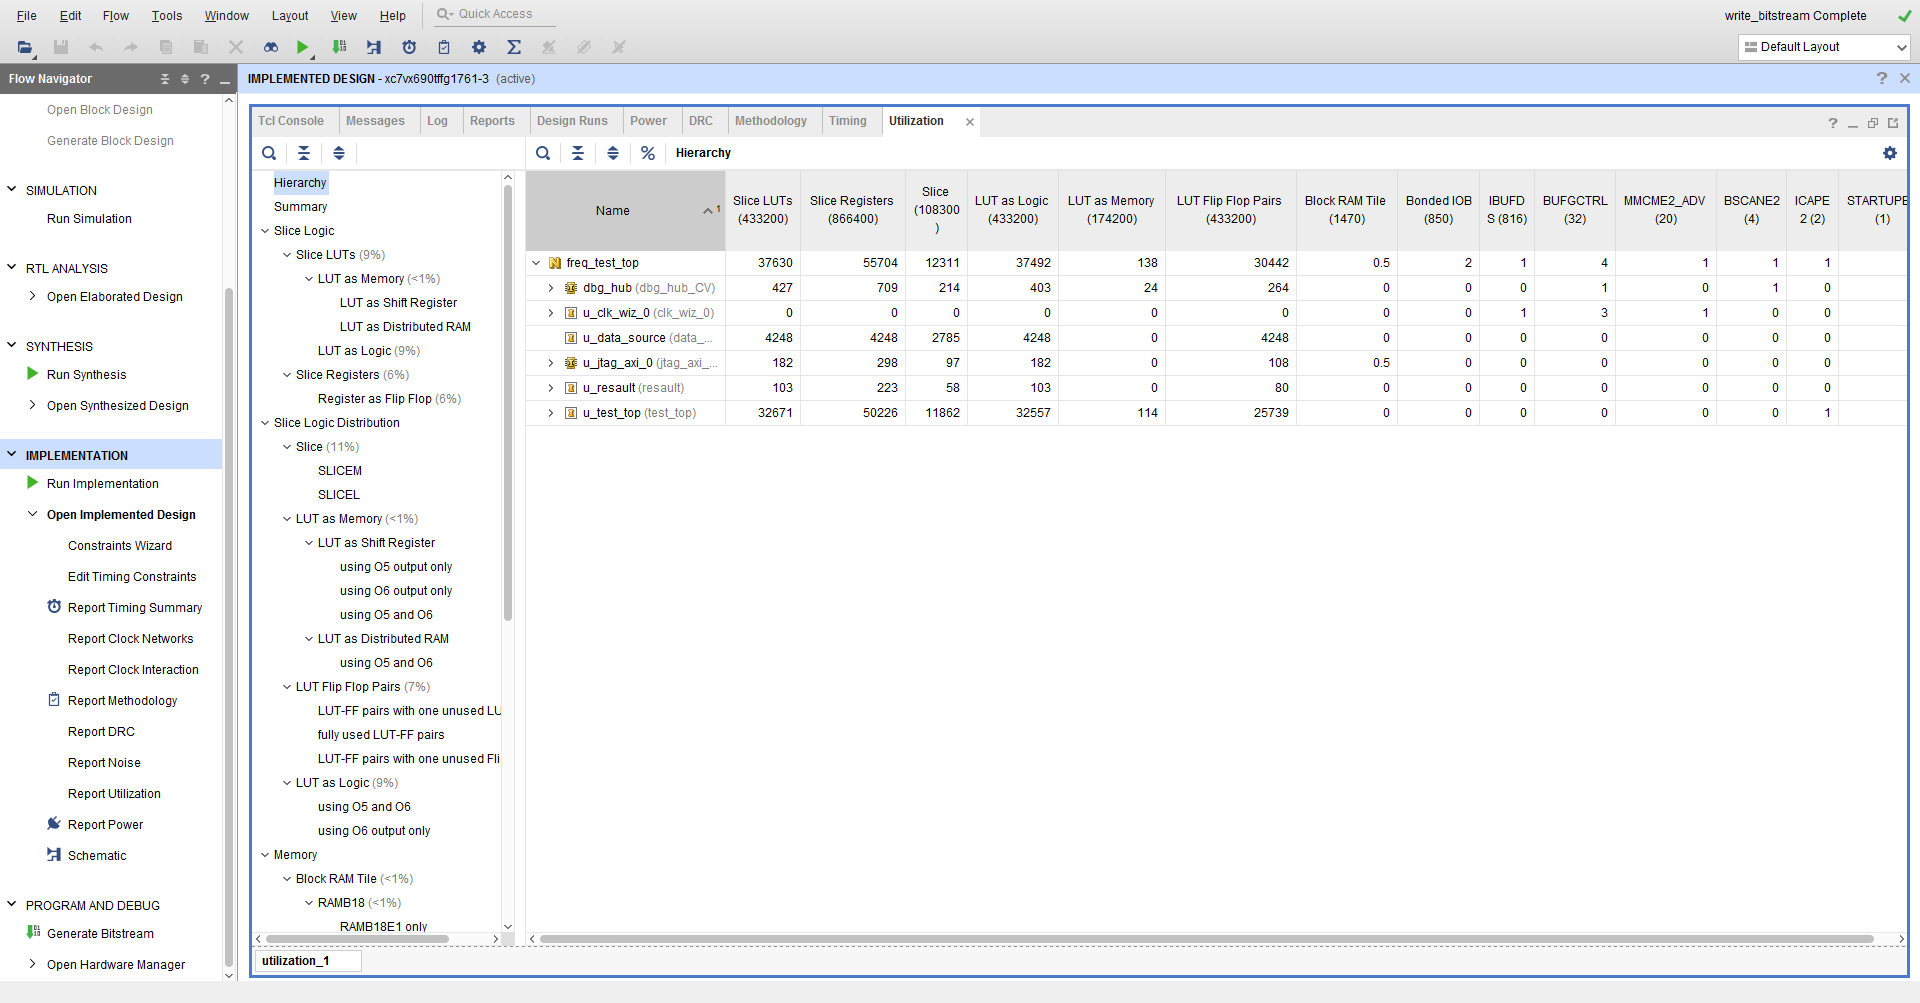 File Edit Flow Tools Window Layout View Help Quick Access write_bitstream Complete
Default Layout
Flow Navigator
IMPLEMENTED DESIGN - xc7vx690tffg1761-3 (active)
Open Block Design
Generate Block Design
SIMULATION
Run Simulation
RTL ANALYSIS
Open Elaborated Design
SYNTHESIS
Run Synthesis
Open Synthesized Design
IMPLEMENTATION
Run Implementation
Open Implemented Design
Constraints Wizard
Edit Timing Constraints
Report Timing Summary
Report Clock Networks
Report Clock Interaction
Report Methodology
Report DRC
Report Noise
Report Utilization
Report Power
Schematic
PROGRAM AND DEBUG
Generate Bitstream
Open Hardware Manager
Tcl Console Messages Log Reports Design Runs Power DRC Methodology Timing Utilization
Hierarchy
Summary
Slice Logic
Slice LUTs (9%)
LUT as Memory (<1%)
LUT as Shift Register
LUT as Distributed RAM
LUT as Logic (9%)
Slice Registers (6%)
Register as Flip Flop (6%)
Slice Logic Distribution
Slice (11%)
SLICEM
SLICEL
LUT as Memory (<1%)
LUT as Shift Register
using O5 output only
using O6 output only
using O5 and O6
LUT as Distributed RAM
using O5 and O6
LUT Flip Flop Pairs (7%)
LUT-FF pairs with one unused LU
fully used LUT-FF pairs
LUT-FF pairs with one unused Fli
LUT as Logic (9%)
using O5 and O6
using O6 output only
Memory
Block RAM Tile (<1%)
RAMB18 (<1%)
RAMB18E1 only
Hierarchy
Name 1 Slice LUTs (433200) Slice Registers (866400) Slice (108300) LUT as Logic (433200) LUT as Memory (174200) LUT Flip Flop Pairs (433200) Block RAM Tile (1470) Bonded IOB (850) IBUFDS (816) BUFGCTRL (32) MMCME2_ADV (20) BSCANE2 (4) ICAPE2 (2) STARTUPE (1)
freq_test_top 37630 55704 12311 37492 138 30442 0.5 2 1 4 1 1 1
dbg_hub (dbg_hub_CV) 427 709 214 403 24 264 0 0 0 1 0 1 0
u_clk_wiz_0 (clk_wiz_0) 0 0 0 0 0 0 0 0 1 3 1 0 0
u_data_source (data_... 4248 4248 2785 4248 0 4248 0 0 0 0 0 0 0
u_jtag_axi_0 (jtag_axi_... 182 298 97 182 0 108 0.5 0 0 0 0 0 0
u_resault (resault) 103 223 58 103 0 80 0 0 0 0 0 0 0
u_test_top (test_top) 32671 50226 11862 32557 114 25739 0 0 0 0 0 0 1
utilization_1